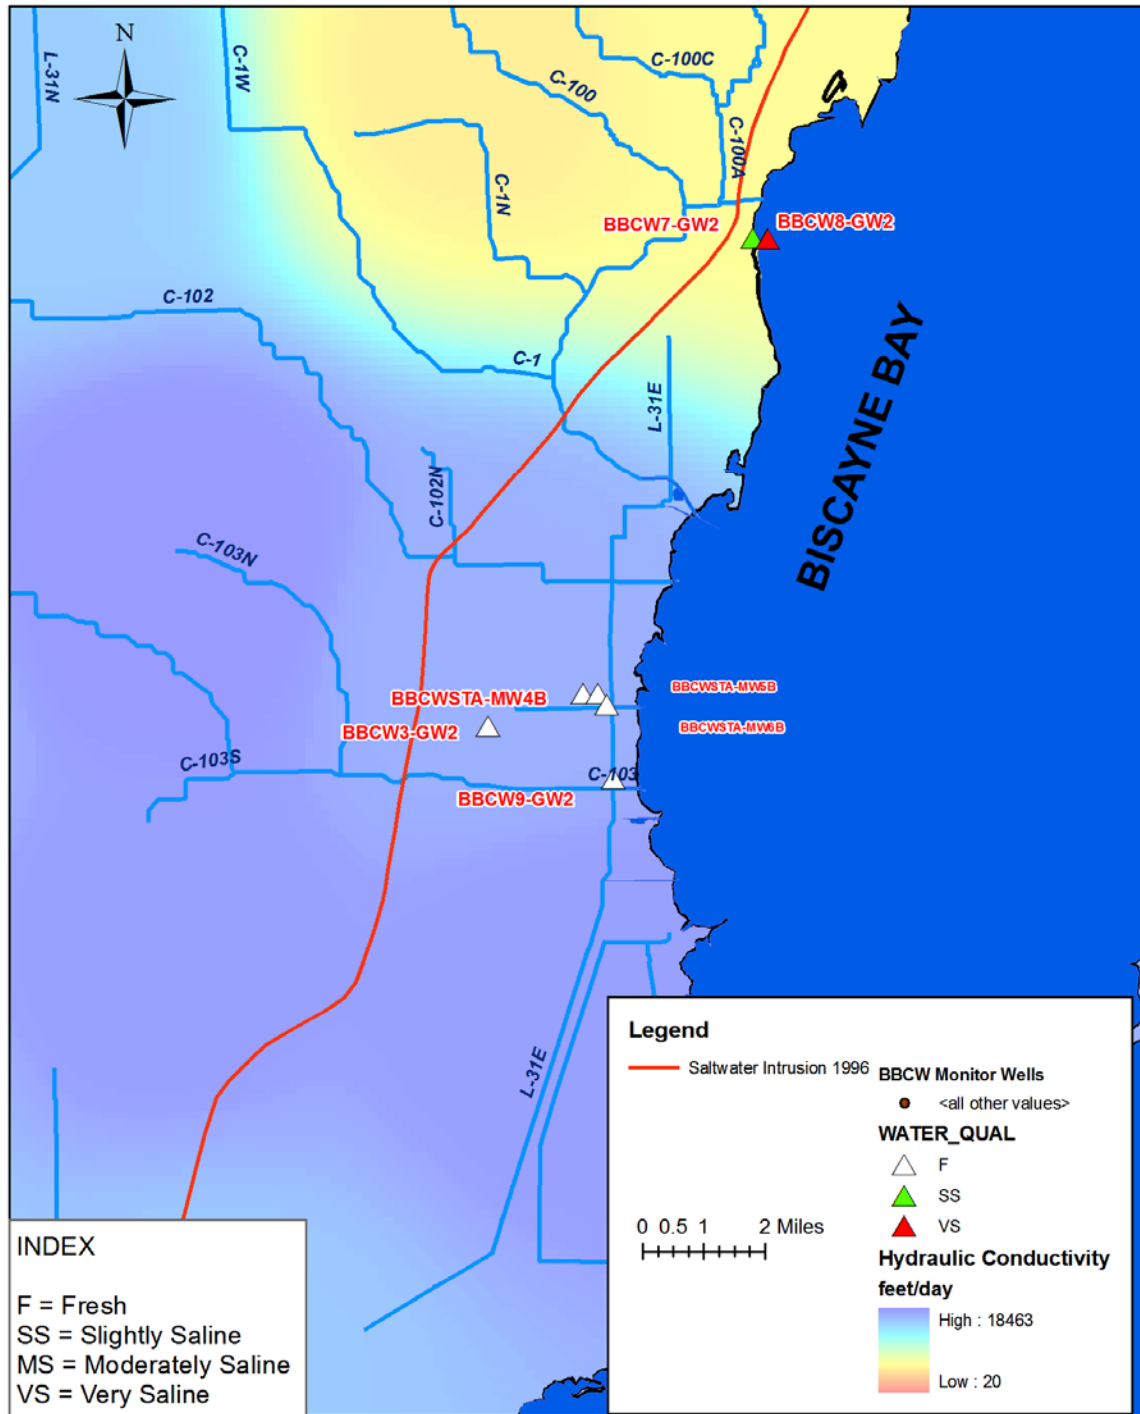 N
L-31N
C-1W
C-100C
C-100
C-100A
C-1N
BBCW7-GW2
BBCW8-GW2
C-102
C-1
L-31E
BISCAYNE BAY
C-102N
C-103N
BBCWSTA-MW4B
BBCWSTA-MW5B
BBCW3-GW2
BBCWSTA-MW6B
C-103S
C-103
BBCW9-GW2
L-31E
Legend
Saltwater Intrusion 1996
BBCW Monitor Wells
<all other values>
WATER_QUAL
F
SS
VS
0 0.5 1 2 Miles
Hydraulic Conductivity
feet/day
High : 18463
Low : 20
INDEX
F = Fresh
SS = Slightly Saline
MS = Moderately Saline
VS = Very Saline